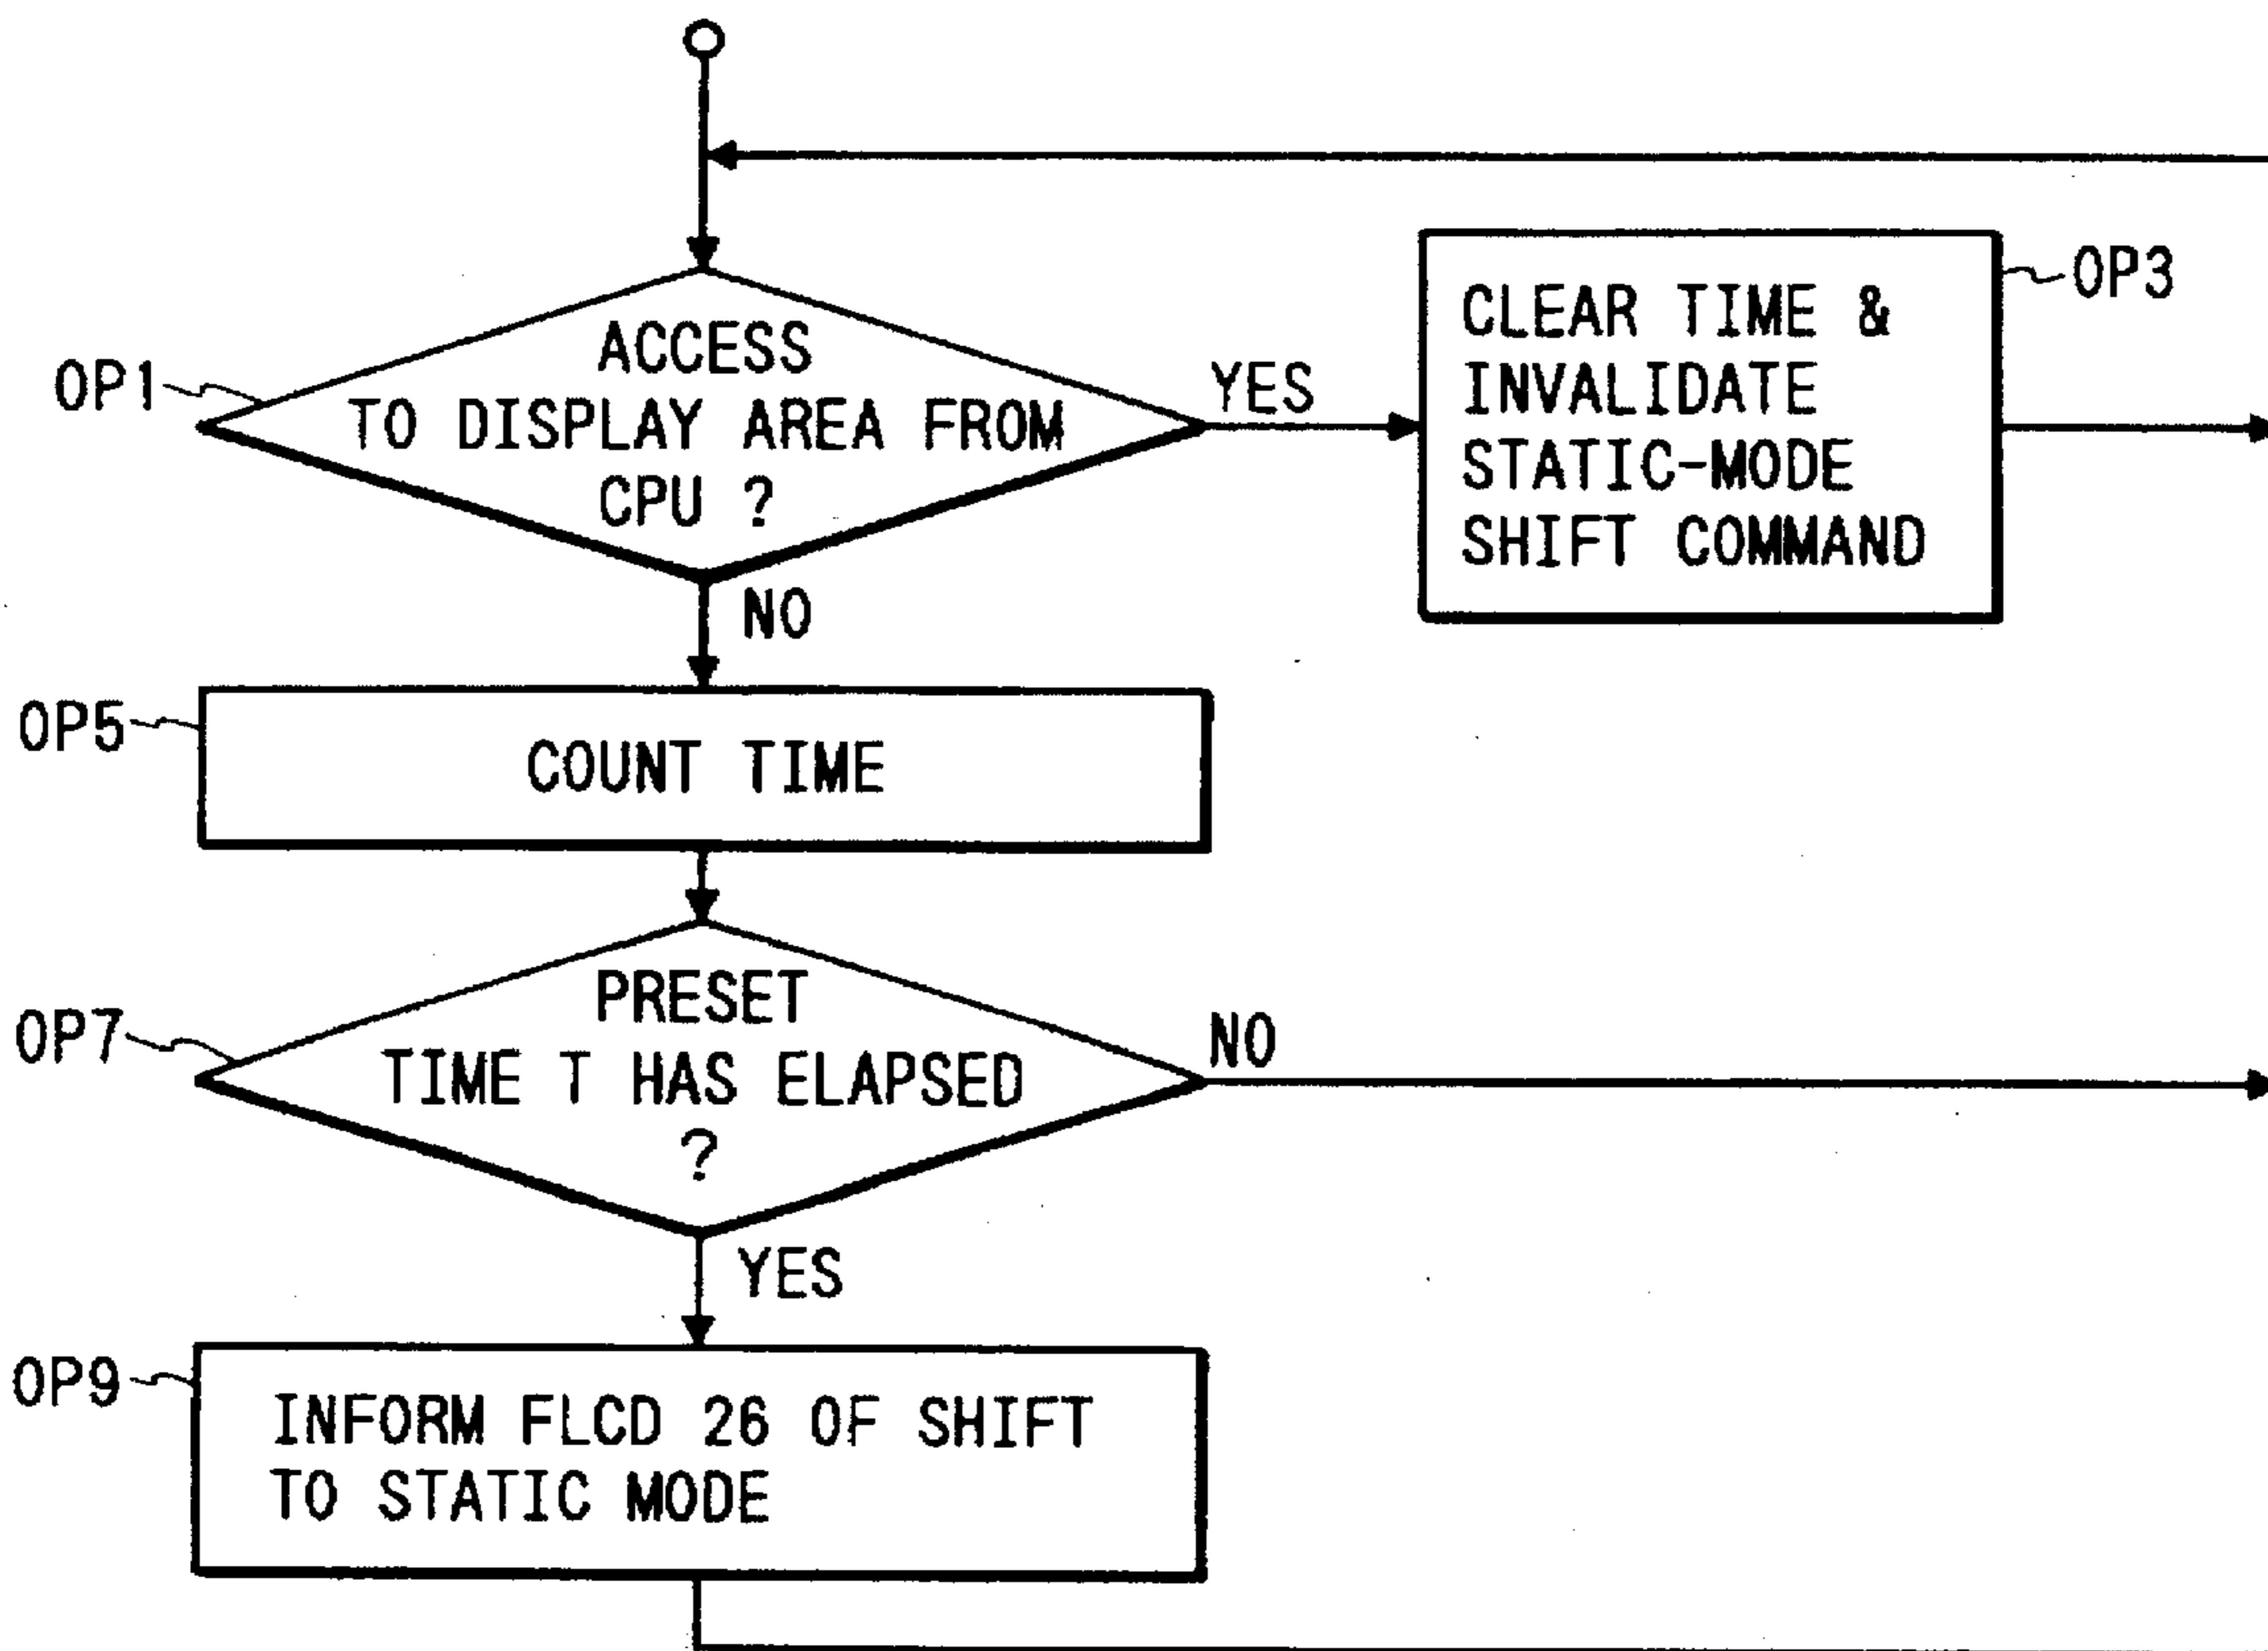 OP1
ACCESS
TO DISPLAY AREA FROM
CPU ?
YES
CLEAR TIME &
INVALIDATE
STATIC-MODE
SHIFT COMMAND
OP3
NO
OP5
COUNT TIME
OP7
PRESET
TIME T HAS ELAPSED
?
NO
YES
OP9
INFORM FLCD 26 OF SHIFT
TO STATIC MODE